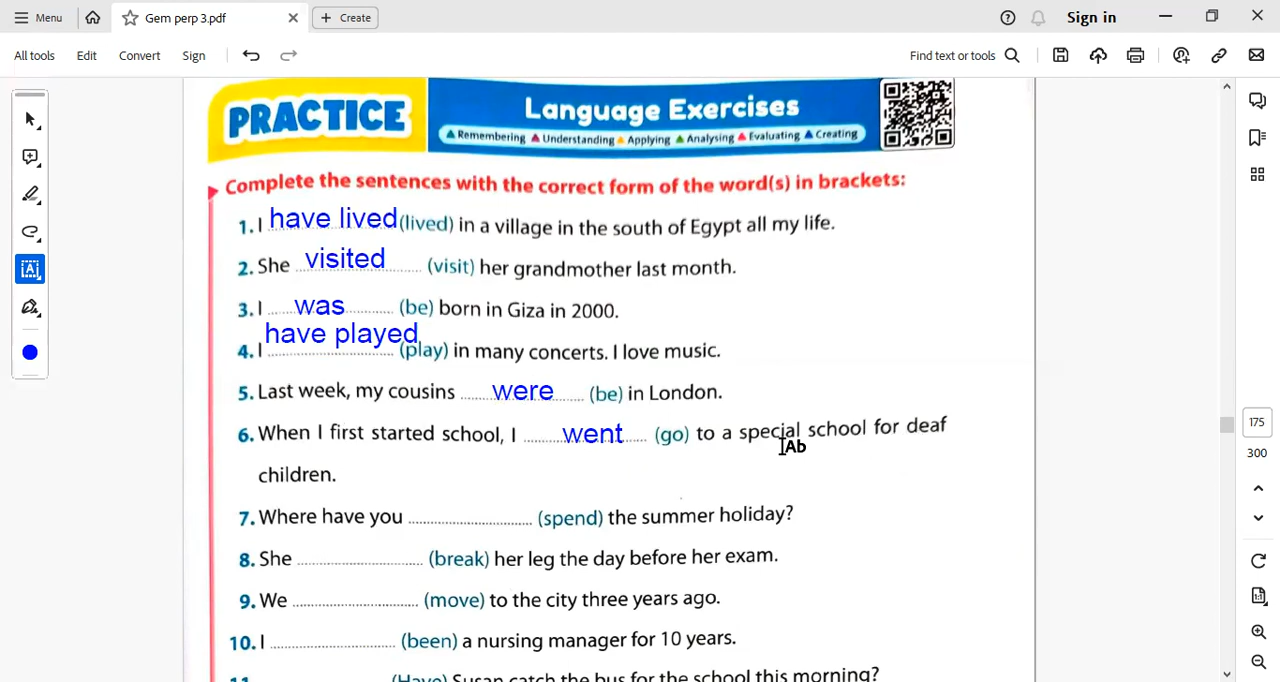 Menu
Gem perp 3.pdf
Create
Sign in
All tools
Edit
Convert
Sign
Find text or tools
PRACTICE
Language Exercises
Remembering Understanding Applying Analysing Evaluating Creating
Complete the sentences with the correct form of the word(s) in brackets:
1. I have lived (lived) in a village in the south of Egypt all my life.
2. She visited (visit) her grandmother last month.
3. I was (be) born in Giza in 2000.
have played
4. I ........................ (play) in many concerts. I love music.
5. Last week, my cousins were (be) in London.
6. When I first started school, I went (go) to a special school for deaf
Ab
children.
7. Where have you ........................ (spend) the summer holiday?
8. She ........................ (break) her leg the day before her exam.
9. We ........................ (move) to the city three years ago.
10. I ........................ (been) a nursing manager for 10 years.
11. ........................ (Have) Susan catch the bus for the school this morning?
175
300
1:1